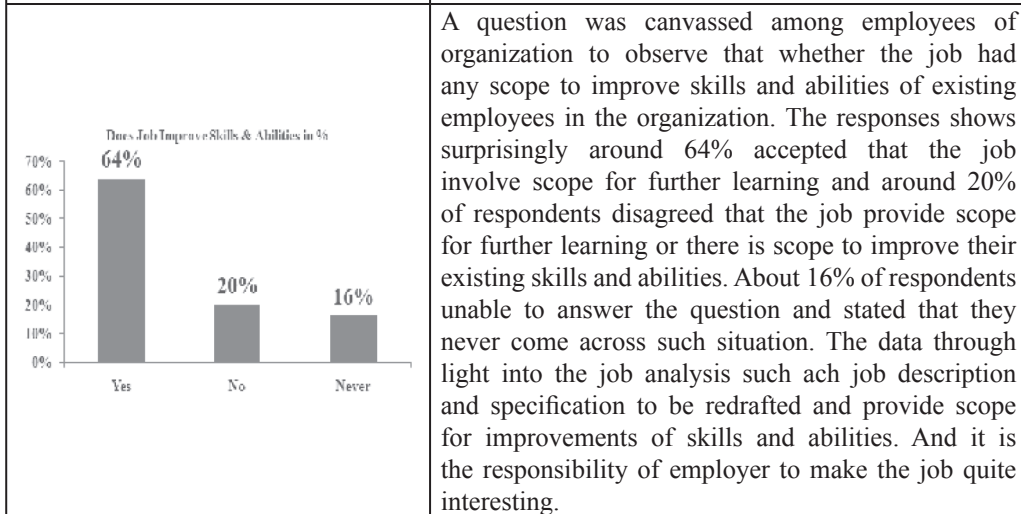 Does Job Improve Skills & Abilities in %
70%
60%
50%
40%
30%
20%
10%
0%
64%
20%
16%
Yes
No
Never
A question was canvassed among employees of
organization to observe that whether the job had
any scope to improve skills and abilities of existing
employees in the organization. The responses shows
surprisingly around 64% accepted that the job
involve scope for further learning and around 20%
of respondents disagreed that the job provide scope
for further learning or there is scope to improve their
existing skills and abilities. About 16% of respondents
unable to answer the question and stated that they
never come across such situation. The data through
light into the job analysis such ach job description
and specification to be redrafted and provide scope
for improvements of skills and abilities. And it is
the responsibility of employer to make the job quite
interesting.